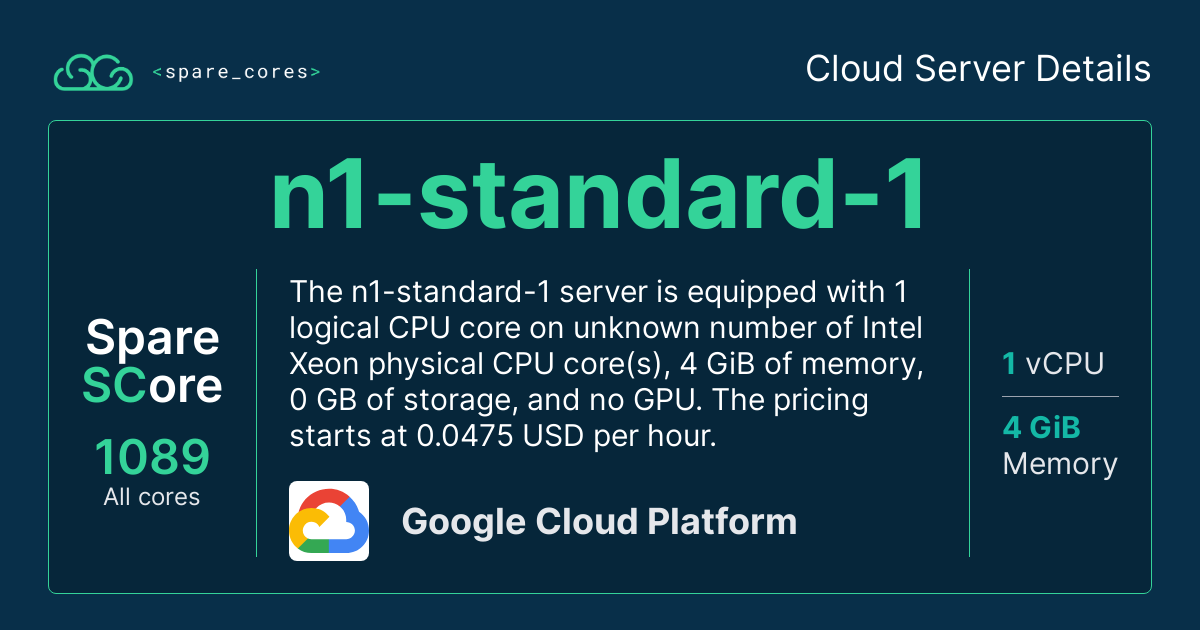 <spare_cores>
Cloud Server Details
n1-standard-1
Spare
SCore
1089
All cores
The n1-standard-1 server is equipped with 1
logical CPU core on unknown number of Intel
Xeon physical CPU core(s), 4 GiB of memory,
0 GB of storage, and no GPU. The pricing
starts at 0.0475 USD per hour.
Google Cloud Platform
1 vCPU
4 GiB
Memory